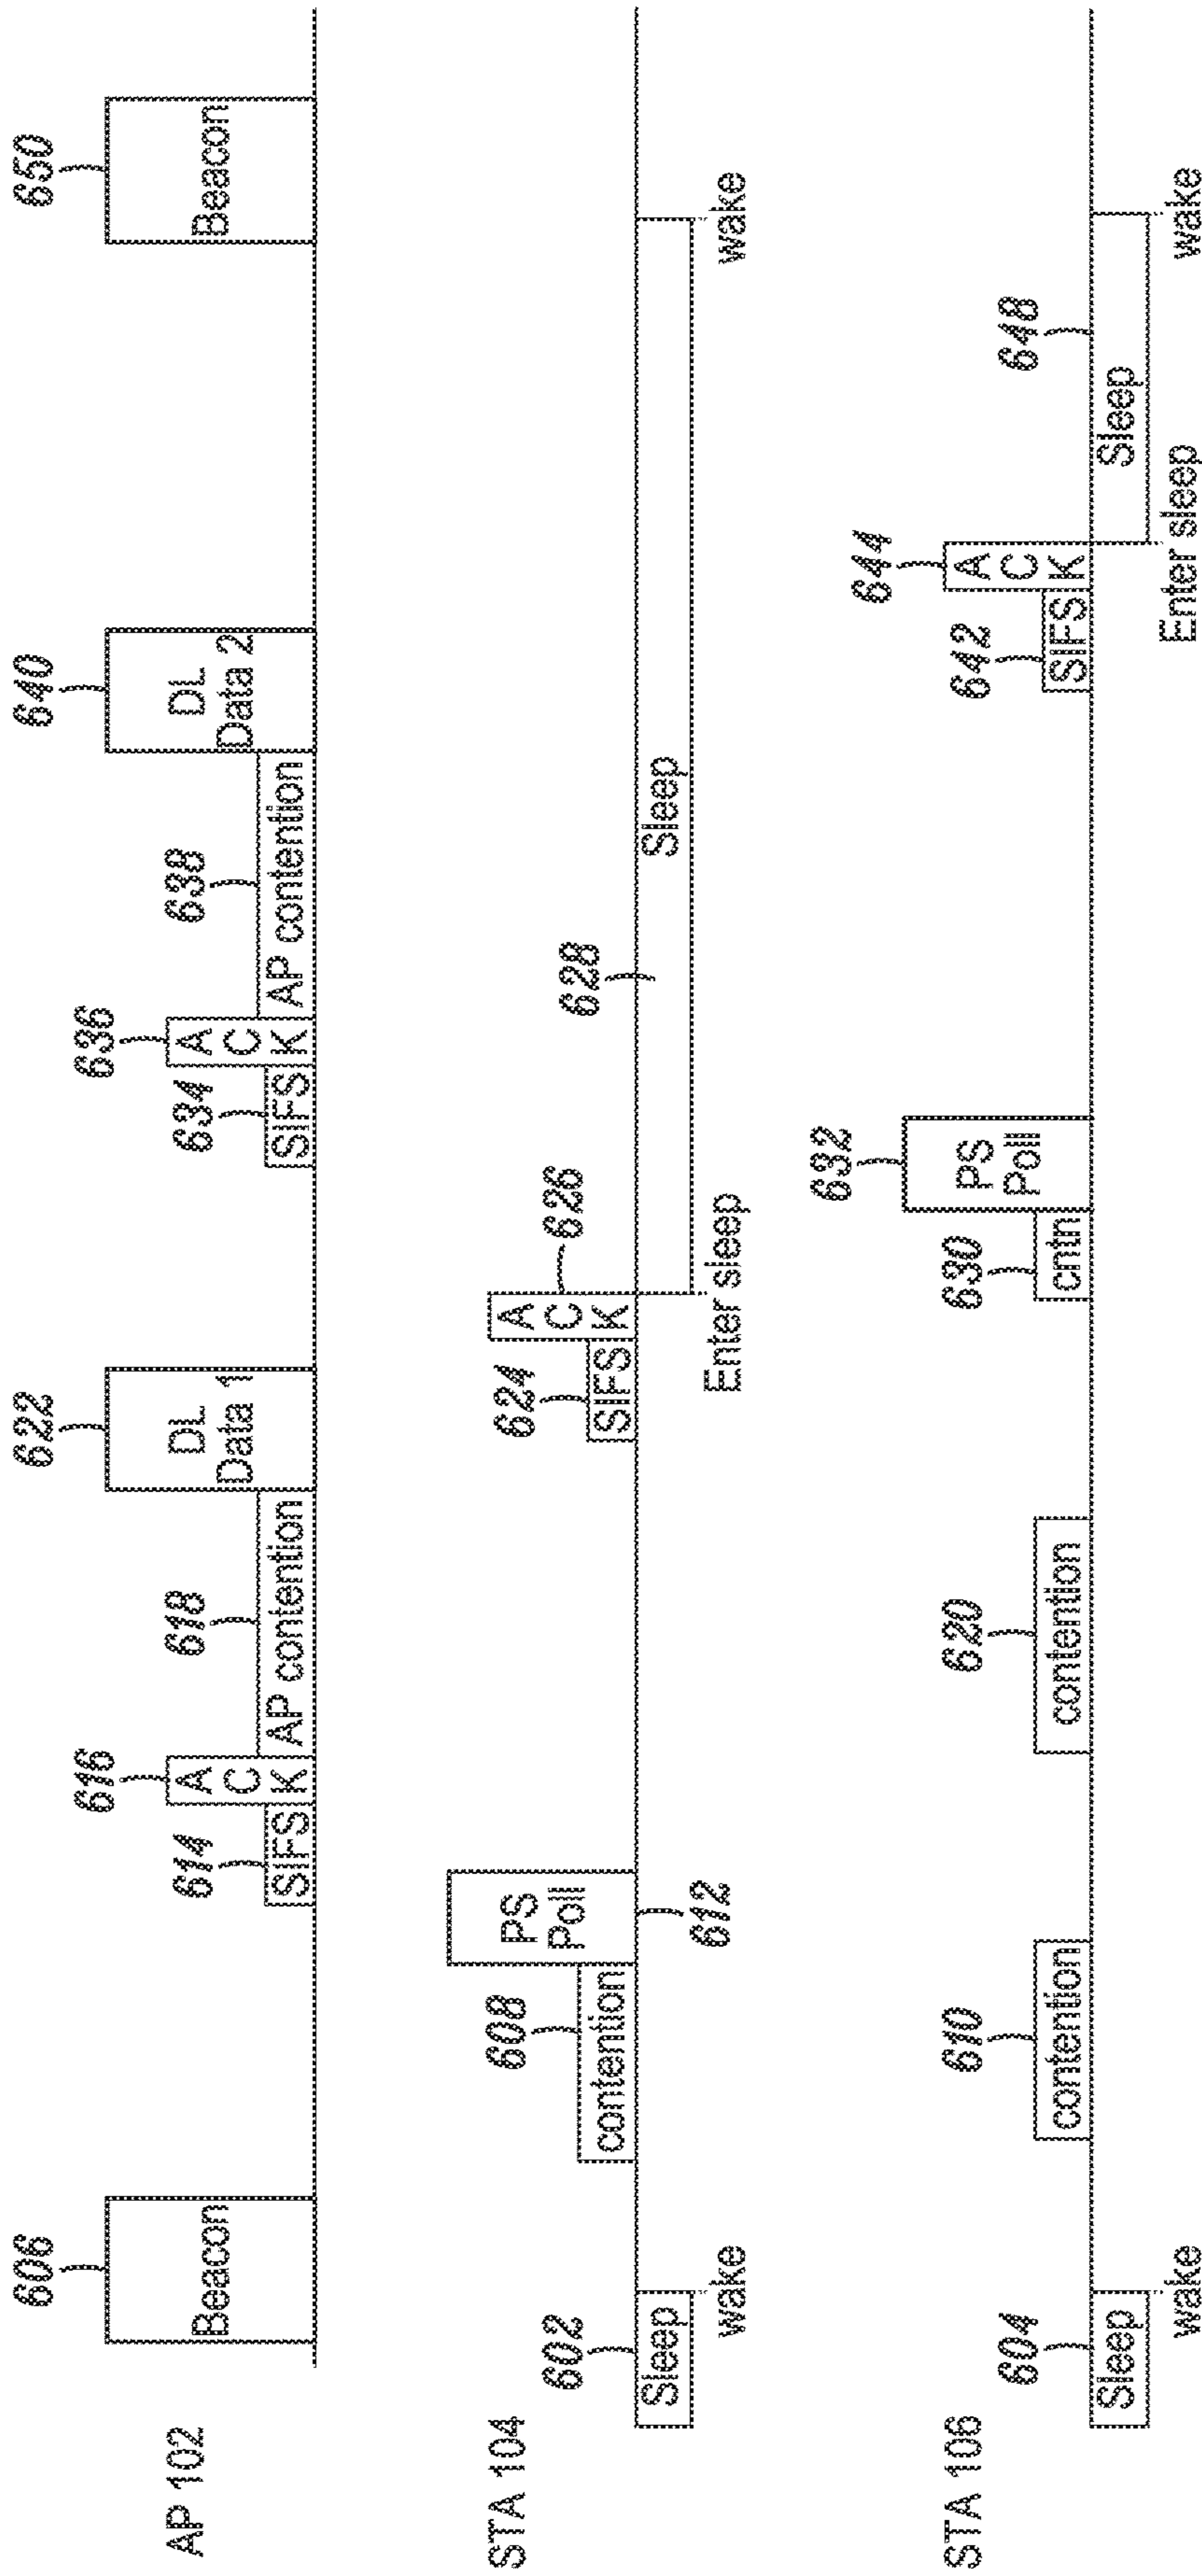 AP 102
606
Beacon
614
SIFS
616
A
C
K
618
AP contention
622
DL
Data 1
634
SIFS
636
A
C
K
638
AP contention
640
DL
Data 2
650
Beacon
STA 104
602
Sleep
wake
608
contention
PS
Poll
612
624
SIFS
626
A
C
K
Enter sleep
628
Sleep
wake
STA 106
604
Sleep
wake
610
contention
620
contention
630
cntn
632
PS
Poll
642
SIFS
644
A
C
K
Enter sleep
648
Sleep
wake